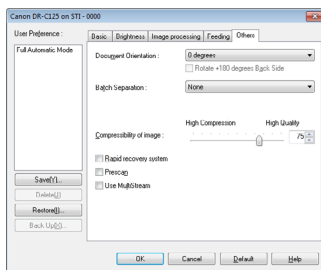 Canon DR-C125 on STI - 0000
User Preference :
Full Automatic Mode
Save(Y)...
Delete(J)
Restore(I)...
Back Up(X)...
Basic
Brightness
Image processing
Feeding
Others
Document Orientation :
0 degrees
Rotate +180 degrees Back Side
Batch Separation :
None
High Compression
High Quality
Compressibility of image :
75
Rapid recovery system
Prescan
Use MultiStream
OK
Cancel
Default
Help